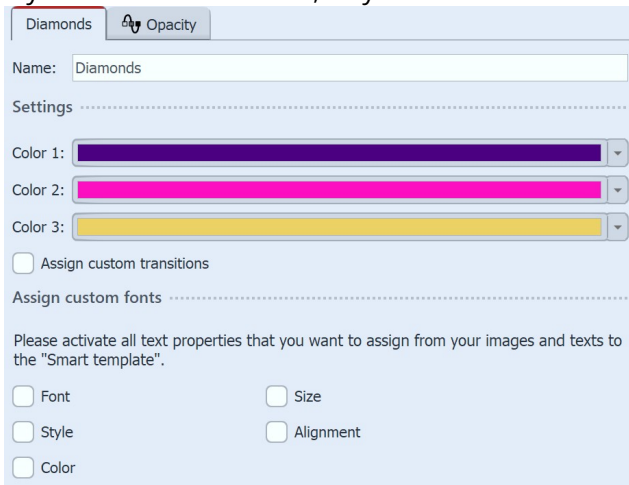 Diamonds Opacity
Name: Diamonds
Settings
Color 1:
Color 2:
Color 3:
Assign custom transitions
Assign custom fonts
Please activate all text properties that you want to assign from your images and texts to
the "Smart template".
Font Size
Style Alignment
Color